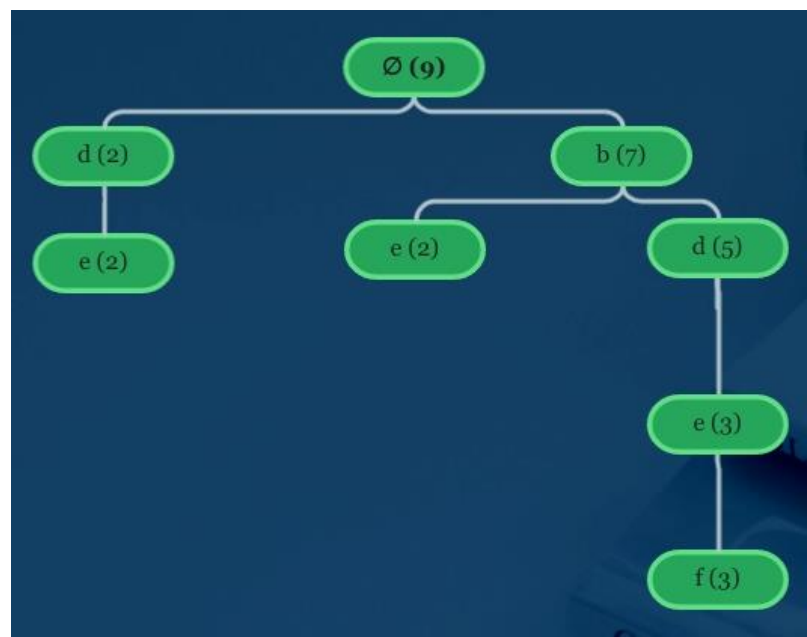 ∅ (9)
d (2)
b (7)
e (2)
e (2)
d (5)
e (3)
f (3)